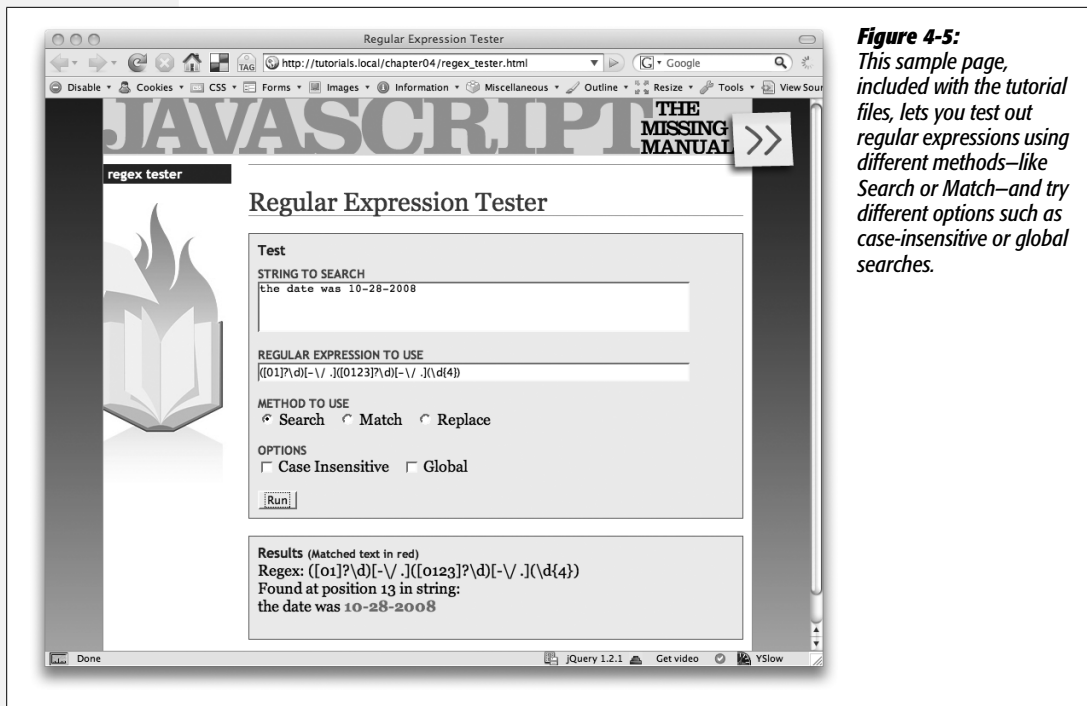 Regular Expression Tester
TAG http://tutorials.local/chapter04/regex_tester.html G Google
Disable Cookies CSS Forms Images Information Miscellaneous Outline Resize Tools View Sour
JAVASCRIPT
THE
MISSING
MANUAL
>>
regex tester
Regular Expression Tester
Test
STRING TO SEARCH
the date was 10-28-2008
REGULAR EXPRESSION TO USE
([01]?\d)[-\/ .]([0123]?\d)[-\/ .](\d{4})
METHOD TO USE
Search Match Replace
OPTIONS
Case Insensitive Global
Run
Results (Matched text in red)
Regex: ([01]?\d)[-\/ .]([0123]?\d)[-\/ .](\d{4})
Found at position 13 in string:
the date was 10-28-2008
Done jQuery 1.2.1 Get video YSlow
Figure 4-5:
This sample page,
included with the tutorial
files, lets you test out
regular expressions using
different methods—like
Search or Match—and try
different options such as
case-insensitive or global
searches.